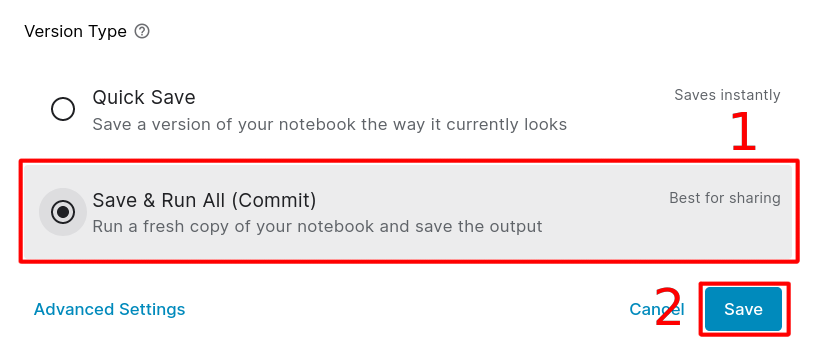 Version Type ?
Quick Save
Saves instantly
Save a version of your notebook the way it currently looks
1
Save & Run All (Commit)
Best for sharing
Run a fresh copy of your notebook and save the output
Advanced Settings
Cancel
2
Save